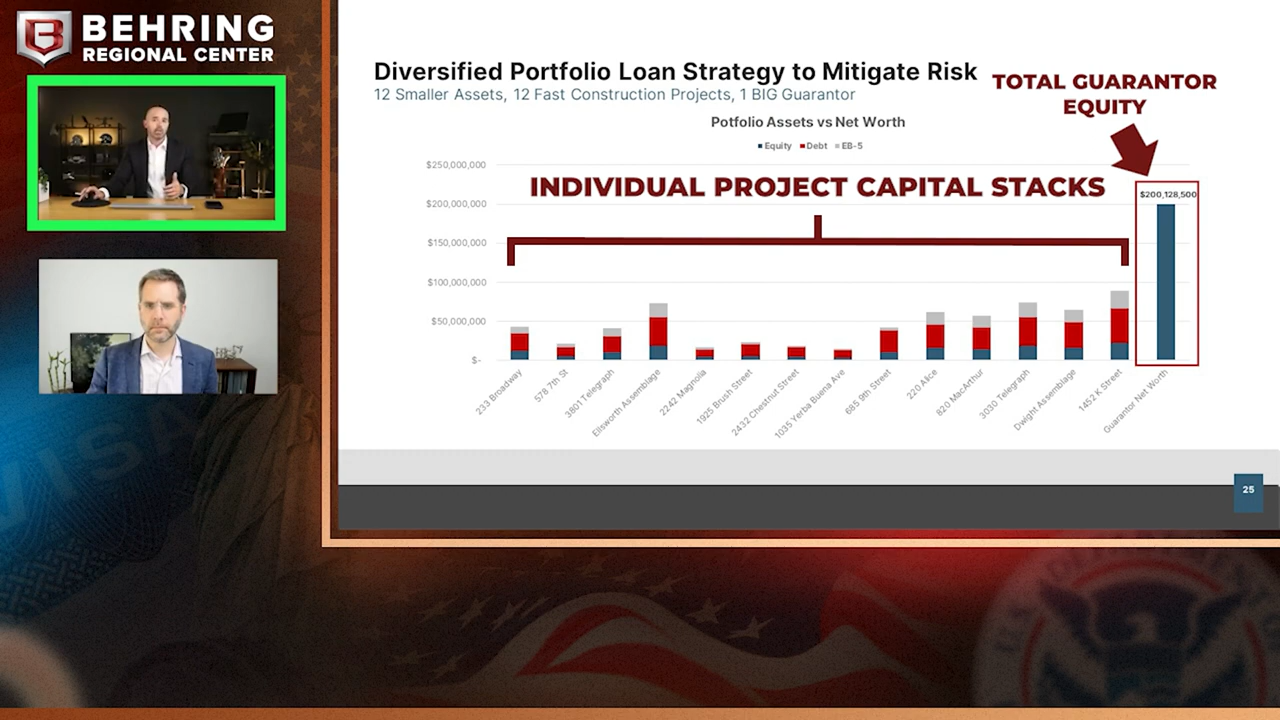 BEHRING
REGIONAL CENTER
Diversified Portfolio Loan Strategy to Mitigate Risk
12 Smaller Assets, 12 Fast Construction Projects, 1 BIG Guarantor
TOTAL GUARANTOR
EQUITY
Potfolio Assets vs Net Worth
Equity Debt EB-5
INDIVIDUAL PROJECT CAPITAL STACKS
$250,000,000
$200,000,000
$150,000,000
$100,000,000
$50,000,000
$-
$200,128,500
233 Broadway
578 7th St
3801 Telegraph
Ellsworth Assemblage
2242 Magnolia
1925 Brush Street
2432 Chestnut Street
1035 Yerba Buena Ave
685 9th Street
220 Alice
820 MacArthur
3030 Telegraph
Dwight Assemblage
1452 K Street
Guarantor Net Worth
25
VISA